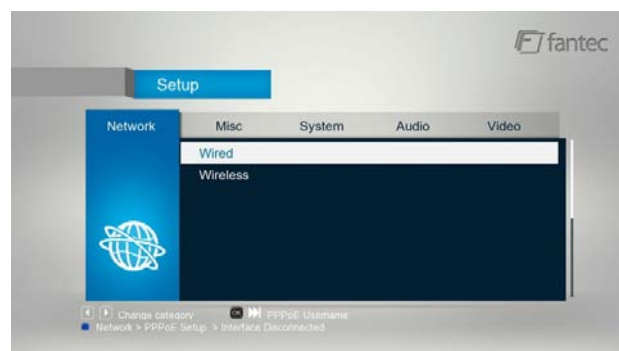 fantec
Setup
Network Misc System Audio Video
Wired
Wireless
Change category OK PPPoE Username
Network > PPPoE Setup > Interface Disconnected